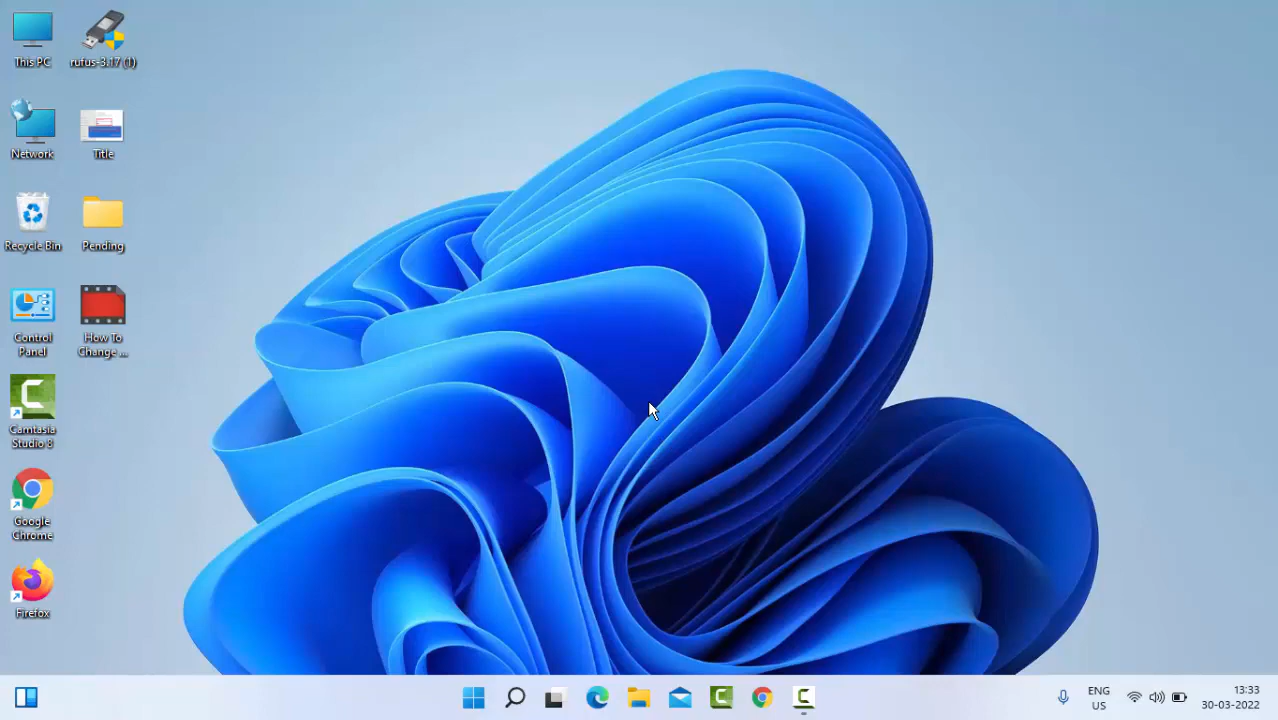 This PC
rufus-3.17 (1)
Network
Title
Recycle Bin
Pending
Control
Panel
How To
Change ...
Camtasia
Studio 8
Google
Chrome
Firefox
ENG
US
13:33
30-03-2022